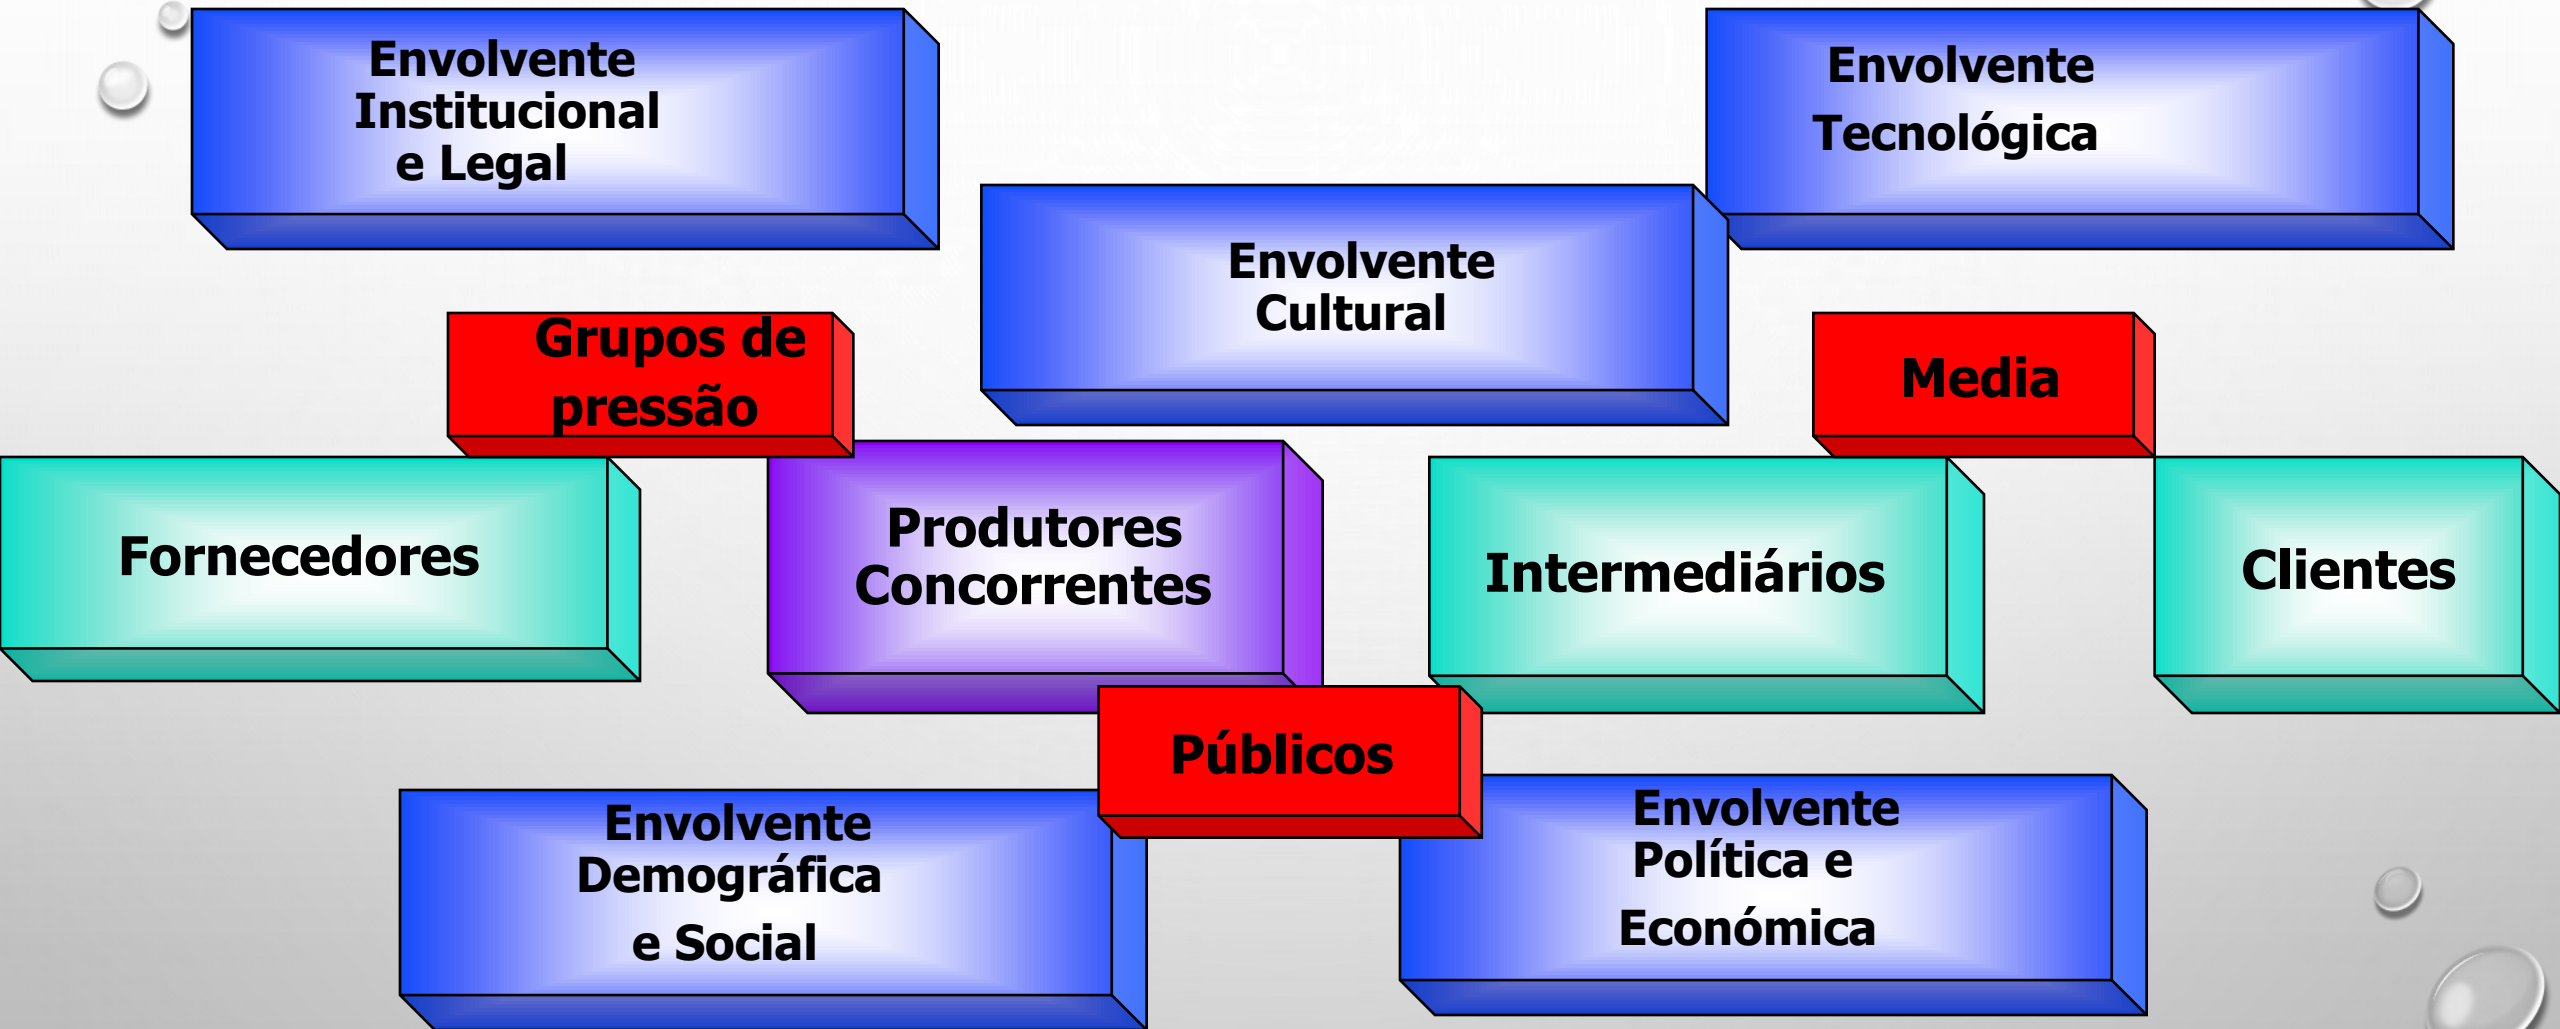 Envolvente
Institucional
e Legal
Envolvente
Tecnológica
Envolvente
Cultural
Grupos de
pressão
Media
Fornecedores
Produtores
Concorrentes
Intermediários
Clientes
Públicos
Envolvente
Demográfica
e Social
Envolvente
Política e
Económica